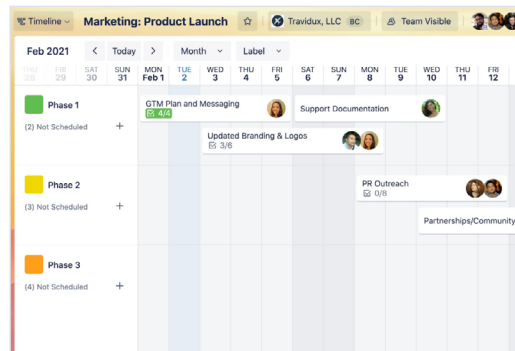 Timeline
Marketing: Product Launch
Travidux, LLC BC
Team Visible
Feb 2021
Today
Month
Label
THU 28 FRI 29 SAT 30 SUN 31 MON Feb 1 TUE 2 WED 3 THU 4 FRI 5 SAT 6 SUN 7 MON 8 TUE 9 WED 10 THU 11 FRI 12
Phase 1
(2) Not Scheduled
GTM Plan and Messaging
4/4
Support Documentation
Updated Branding & Logos
3/6
Phase 2
(3) Not Scheduled
PR Outreach
0/8
Partnerships/Community
Phase 3
(4) Not Scheduled